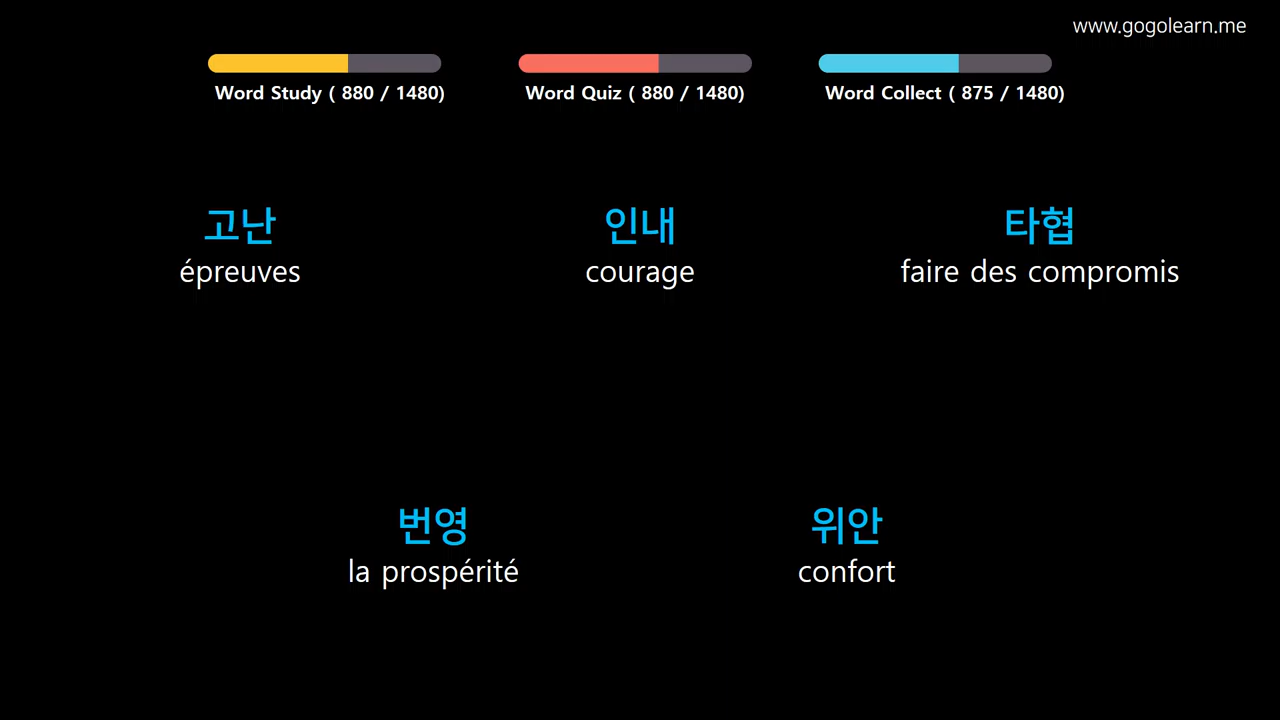 www.gogolearn.me
Word Study ( 880 / 1480)
Word Quiz ( 880 / 1480)
Word Collect ( 875 / 1480)
고난
épreuves
인내
courage
타협
faire des compromis
번영
la prospérité
위안
confort